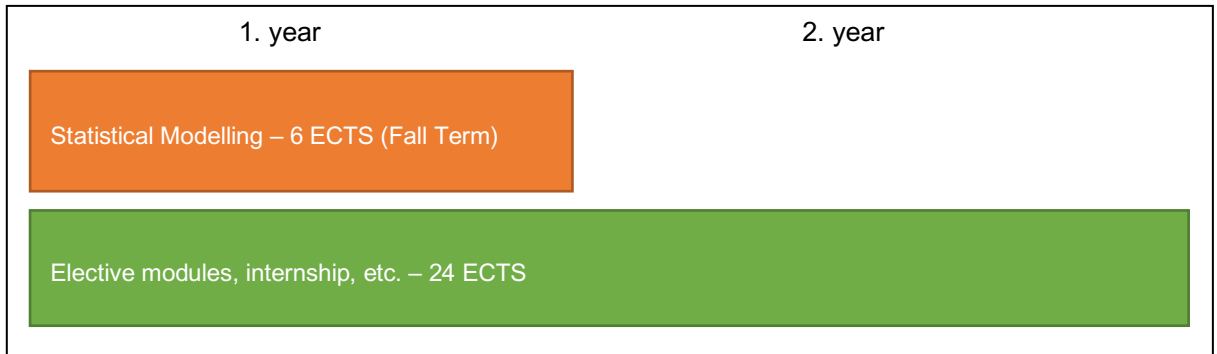 1. year 2. year
Statistical Modelling – 6 ECTS (Fall Term)
Elective modules, internship, etc. – 24 ECTS